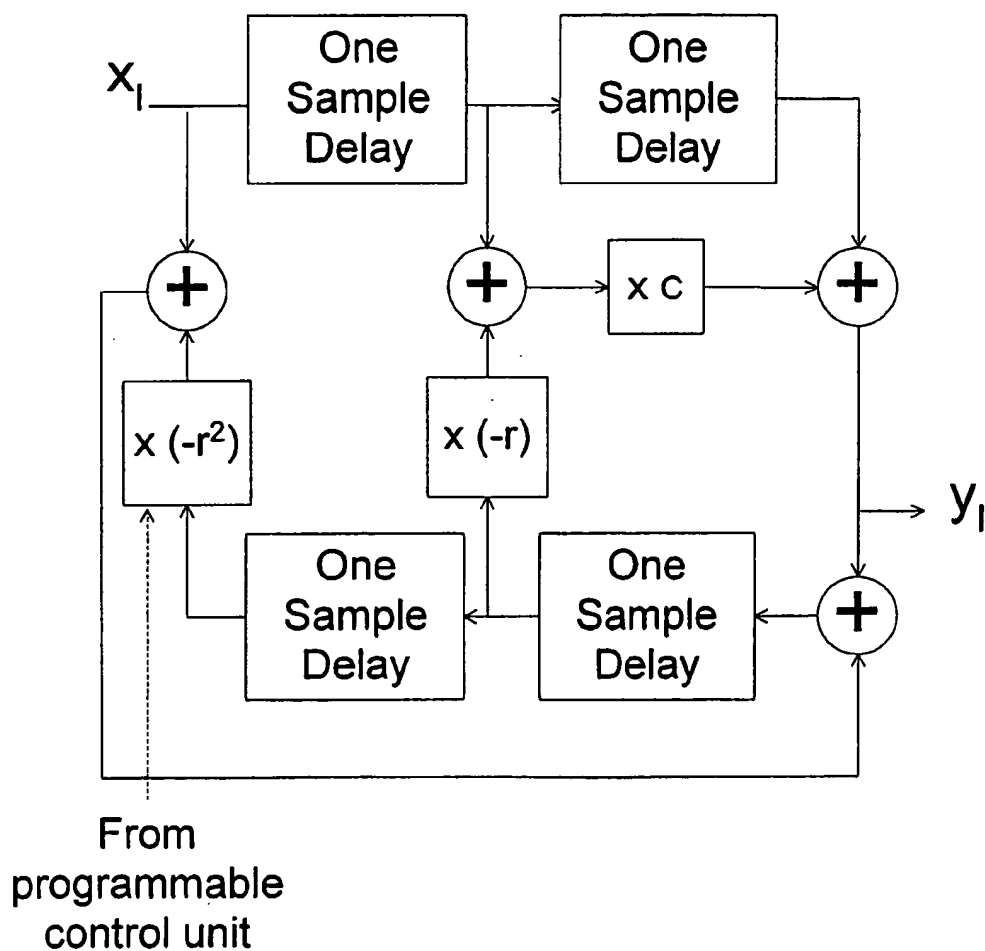 One
Sample
Delay
One
Sample
Delay
x_I
+
+
x c
+
x (-r²)
x (-r)
y_I
One
Sample
Delay
One
Sample
Delay
+
From
programmable
control unit